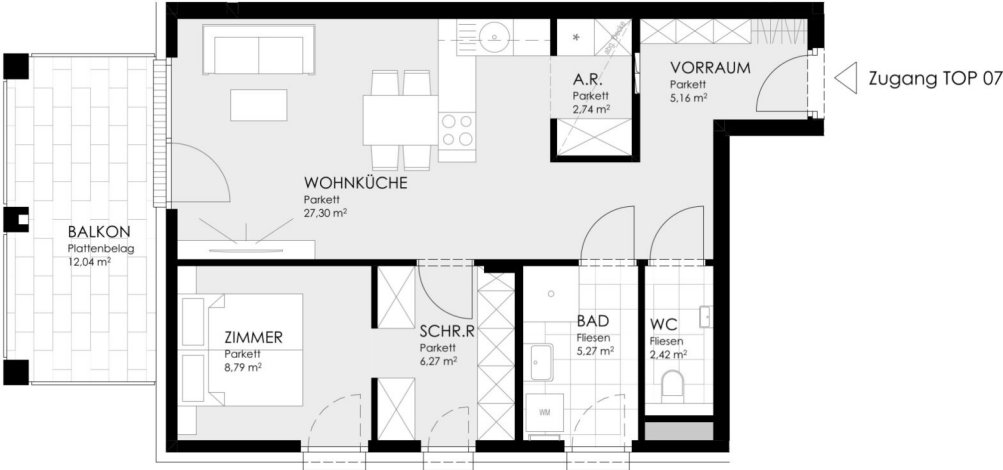 A.R.
Parkett
2,74 m²
abg. Decke
VORRAUM
Parkett
5,16 m²
Zugang TOP 07
WOHNKÜCHE
Parkett
27,30 m²
BALKON
Plattenbelag
12,04 m²
ZIMMER
Parkett
8,79 m²
SCHR.R
Parkett
6,27 m²
BAD
Fliesen
5,27 m²
WC
Fliesen
2,42 m²
WM